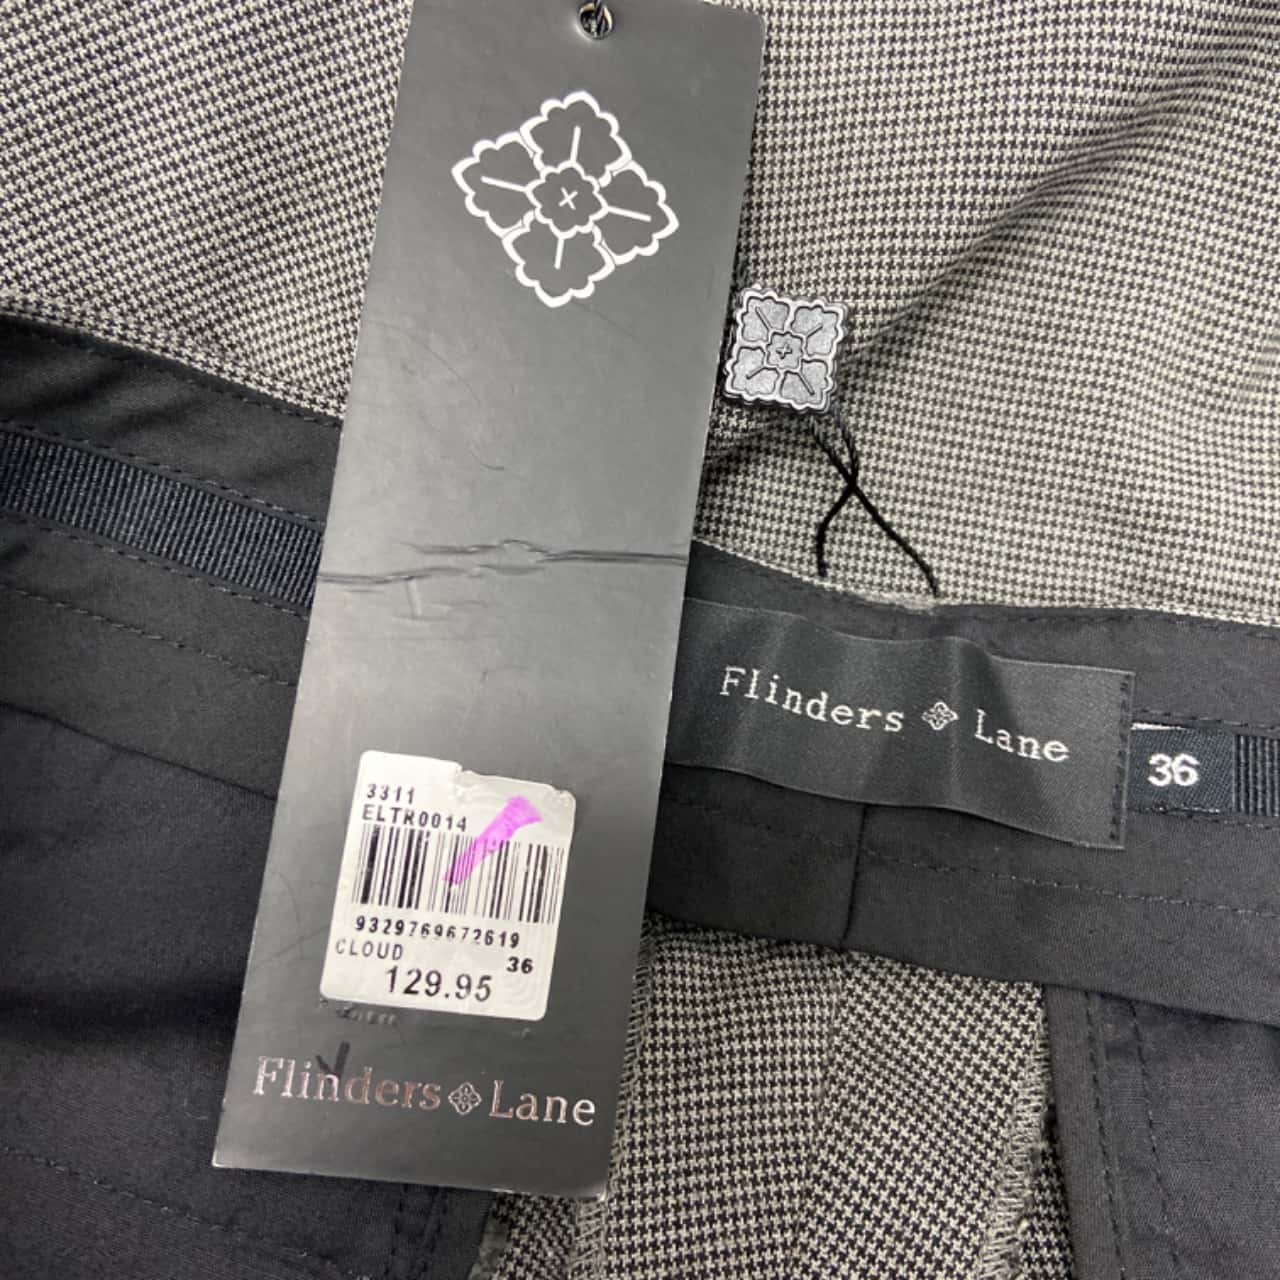 3311
ELTR0014
9329769672619
CLOUD
36
129.95
Flinders Lane
Flinders Lane
36